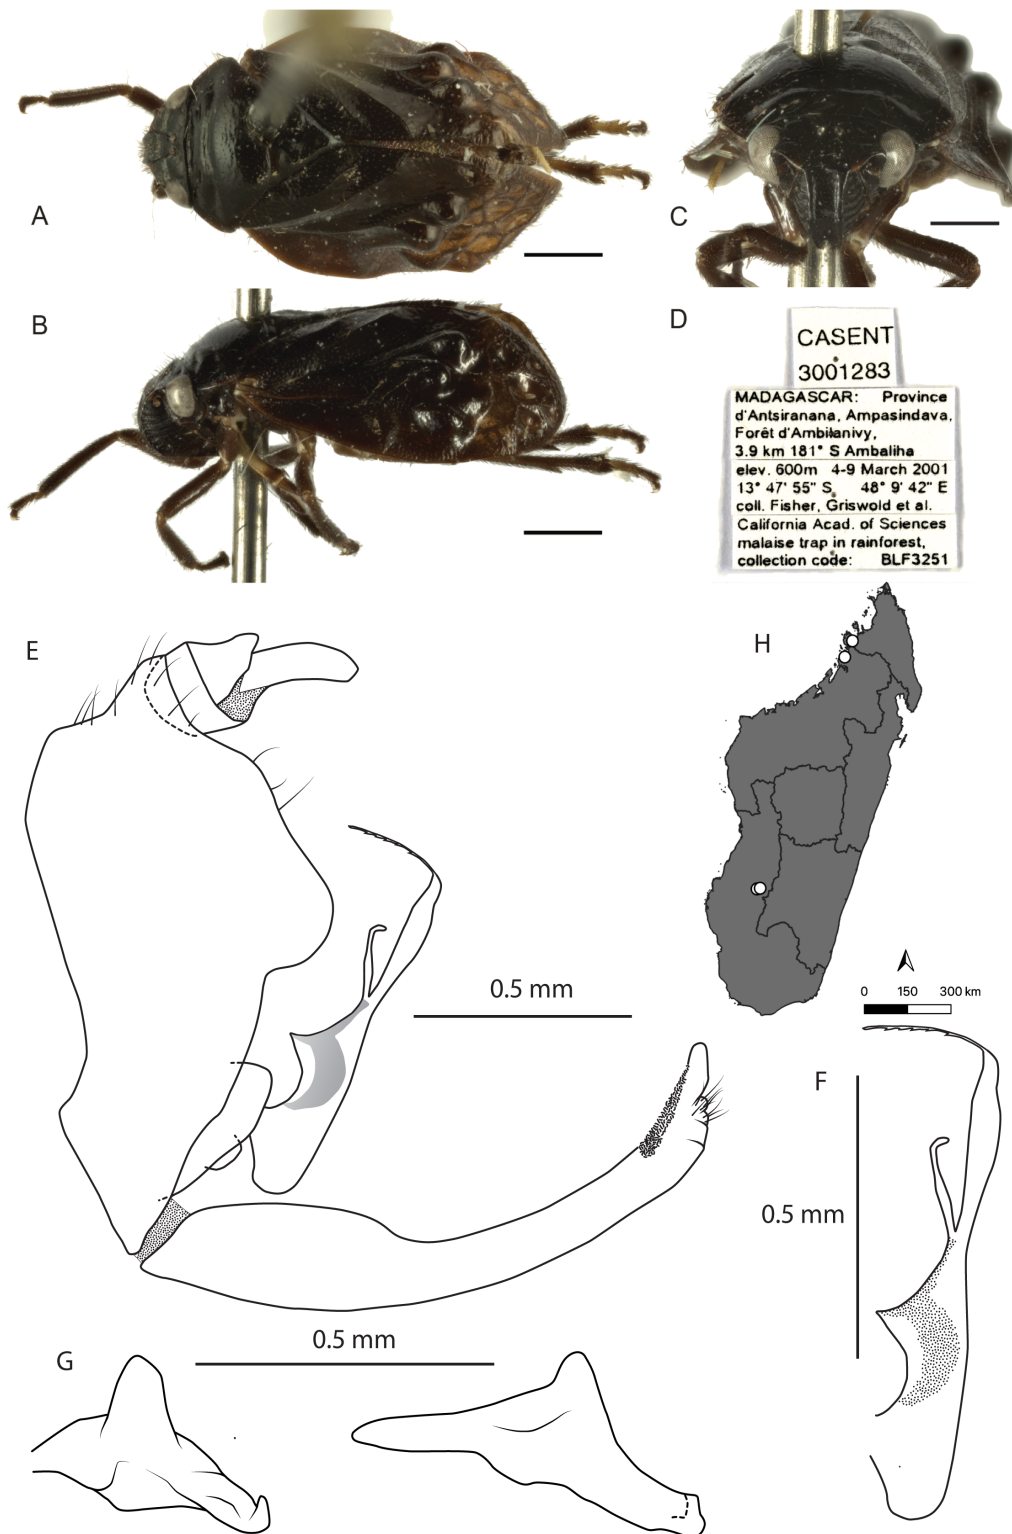 A
B
C
D
CASENT
3001283
MADAGASCAR: Province
d'Antsiranana, Ampasindava,
Forêt d'Ambilanivy,
3.9 km 181° S Ambaliha
elev. 600m 4-9 March 2001
13° 47' 55" S 48° 9' 42" E
coll. Fisher, Griswold et al.
California Acad. of Sciences
malaise trap in rainforest,
collection code: BLF3251
E
0.5 mm
H
0 150 300 km
F
0.5 mm
0.5 mm
G